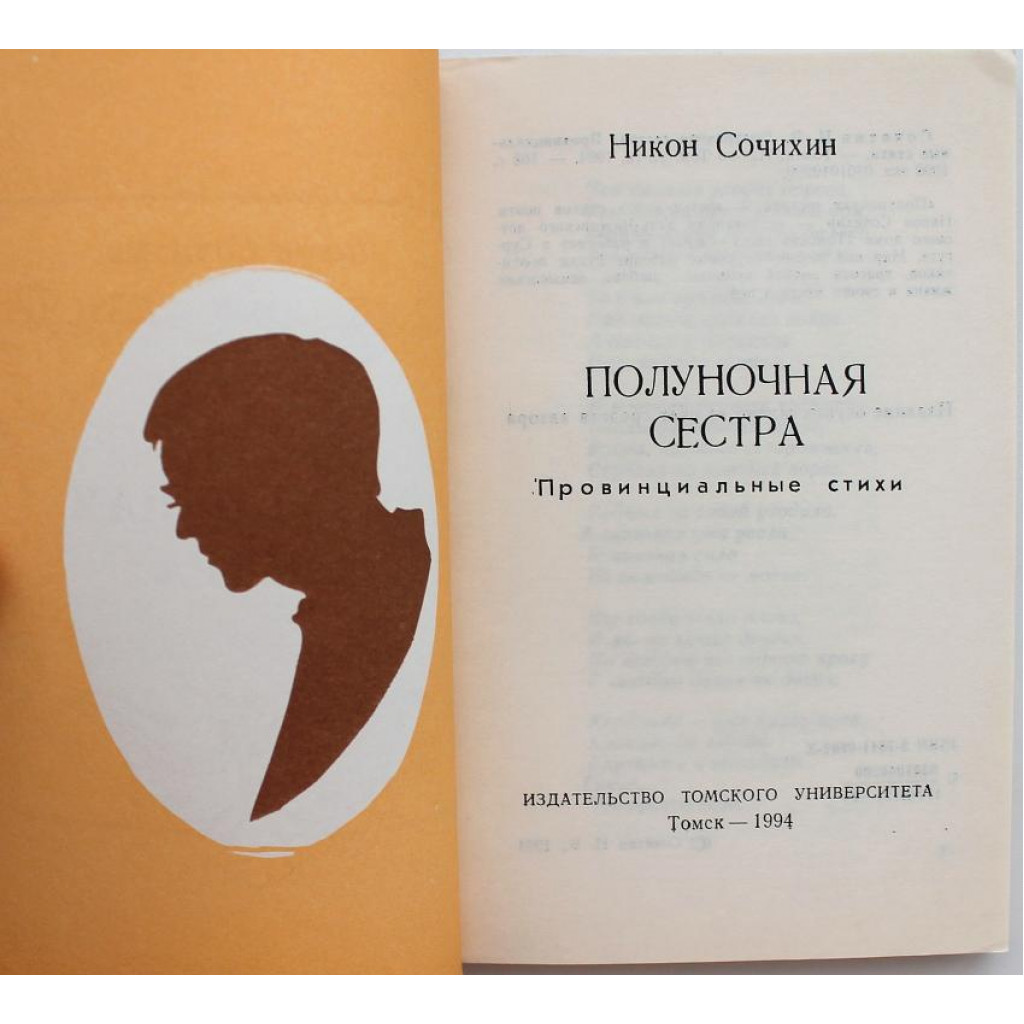 Никон Сочихин
ПОЛУНОЧНАЯ
СЕСТРА
Провинциальные стихи
ИЗДАТЕЛЬСТВО ТОМСКОГО УНИВЕРСИТЕТА
Томск — 1994